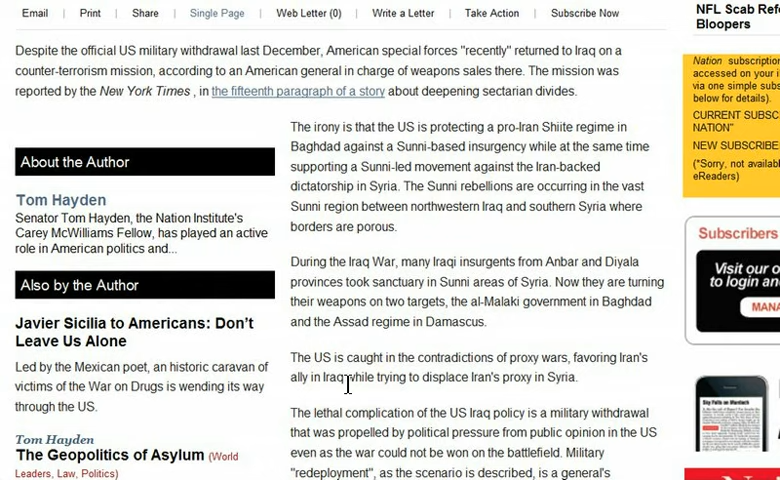 Email | Print | Share | Single Page | Web Letter (0) | Write a Letter | Take Action | Subscribe Now
Despite the official US military withdrawal last December, American special forces "recently" returned to Iraq on a
counter-terrorism mission, according to an American general in charge of weapons sales there. The mission was
reported by the New York Times , in the fifteenth paragraph of a story about deepening sectarian divides.
The irony is that the US is protecting a pro-Iran Shiite regime in
Baghdad against a Sunni-based insurgency while at the same time
supporting a Sunni-led movement against the Iran-backed
dictatorship in Syria. The Sunni rebellions are occurring in the vast
Sunni region between northwestern Iraq and southern Syria where
borders are porous.
During the Iraq War, many Iraqi insurgents from Anbar and Diyala
provinces took sanctuary in Sunni areas of Syria. Now they are turning
their weapons on two targets, the al-Malaki government in Baghdad
and the Assad regime in Damascus.
The US is caught in the contradictions of proxy wars, favoring Iran's
ally in Iraq while trying to displace Iran's proxy in Syria.
The lethal complication of the US Iraq policy is a military withdrawal
that was propelled by political pressure from public opinion in the US
even as the war could not be won on the battlefield. Military
"redeployment", as the scenario is described, is a general's
About the Author
Tom Hayden
Senator Tom Hayden, the Nation Institute's
Carey McWilliams Fellow, has played an active
role in American politics and...
Also by the Author
Javier Sicilia to Americans: Don't
Leave Us Alone
Led by the Mexican poet, an historic caravan of
victims of the War on Drugs is wending its way
through the US.
Tom Hayden
The Geopolitics of Asylum (World
Leaders, Law, Politics)
NFL Scab Ref
Bloopers
Nation subscription
accessed on your i
via one simple subs
below for details).
CURRENT SUBSC
NATION"
NEW SUBSCRIBE
(*Sorry, not availab
eReaders)
Subscribers
Visit our o
to login an
MANA